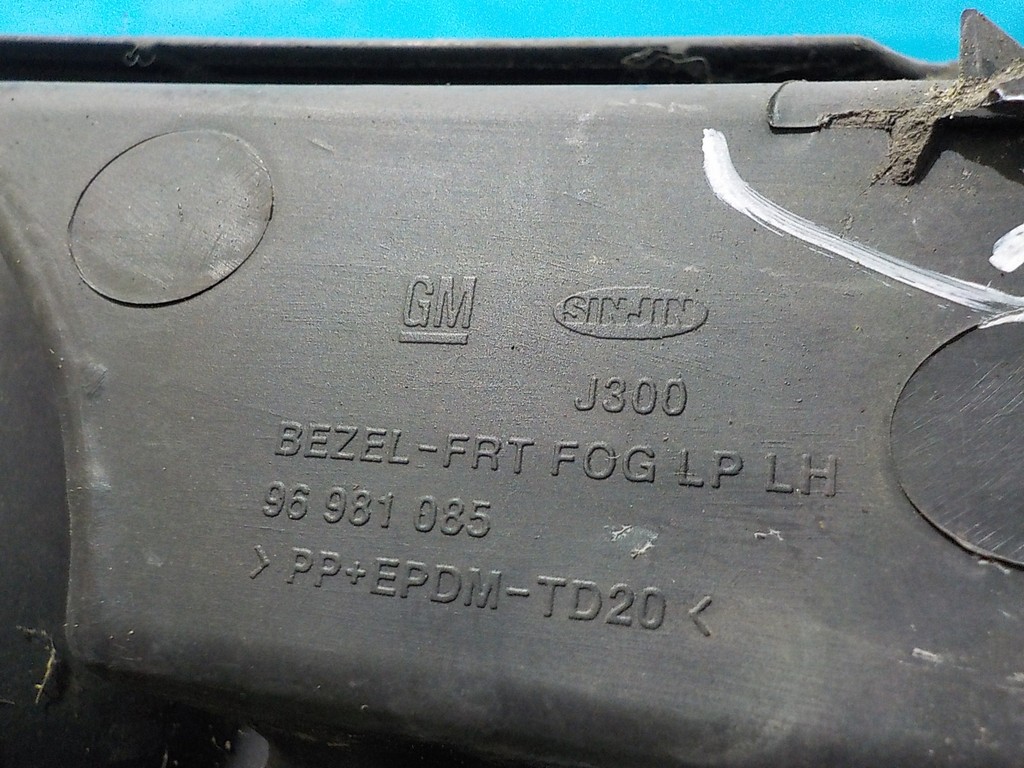 GM SINJIN
J300
BEZEL-FRT FOG LP LH
96 981 085
> PP+EPDM-TD20 <